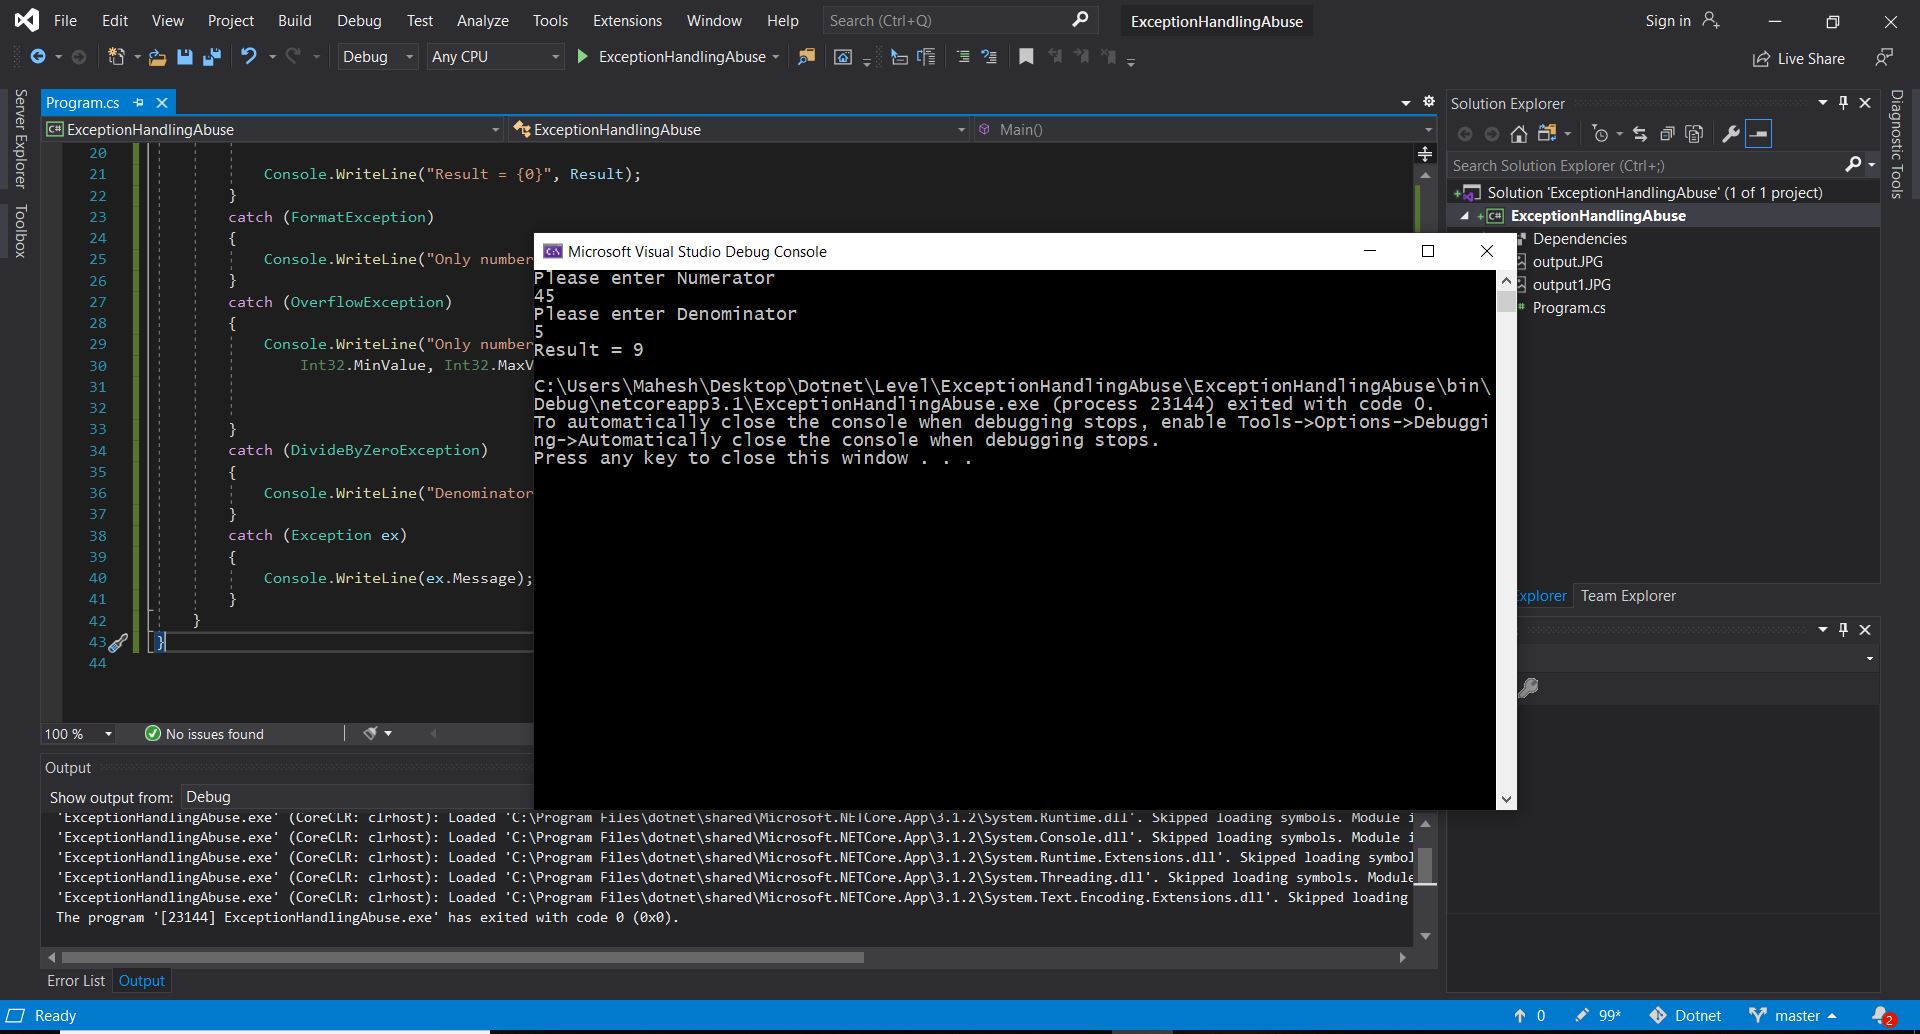 File Edit View Project Build Debug Test Analyze Tools Extensions Window Help Search (Ctrl+Q) ExceptionHandlingAbuse Sign in
Debug Any CPU ExceptionHandlingAbuse Live Share
Server Explorer
Toolbox
Program.cs
ExceptionHandlingAbuse ExceptionHandlingAbuse Main()
20
21 Console.WriteLine("Result = {0}", Result);
22 }
23 catch (FormatException)
24 {
25 Console.WriteLine("Only number
26 }
27 catch (OverflowException)
28 {
29 Console.WriteLine("Only number
30 Int32.MinValue, Int32.MaxV
31
32
33 }
34 catch (DivideByZeroException)
35 {
36 Console.WriteLine("Denominator
37 }
38 catch (Exception ex)
39 {
40 Console.WriteLine(ex.Message);
41 }
42 }
43 }
44
100 % No issues found
Microsoft Visual Studio Debug Console
Please enter Numerator
45
Please enter Denominator
5
Result = 9
C:\Users\Mahesh\Desktop\Dotnet\Level\ExceptionHandlingAbuse\ExceptionHandlingAbuse\bin\
Debug\netcoreapp3.1\ExceptionHandlingAbuse.exe (process 23144) exited with code 0.
To automatically close the console when debugging stops, enable Tools->Options->Debuggi
ng->Automatically close the console when debugging stops.
Press any key to close this window . . .
Solution Explorer
Search Solution Explorer (Ctrl+;)
Solution 'ExceptionHandlingAbuse' (1 of 1 project)
C# ExceptionHandlingAbuse
Dependencies
output.JPG
output1.JPG
Program.cs
Explorer Team Explorer
Diagnostic Tools
Output
Show output from: Debug
'ExceptionHandlingAbuse.exe' (CoreCLR: clrhost): Loaded 'C:\Program Files\dotnet\shared\Microsoft.NETCore.App\3.1.2\System.Runtime.dll'. Skipped loading symbols. Module i
'ExceptionHandlingAbuse.exe' (CoreCLR: clrhost): Loaded 'C:\Program Files\dotnet\shared\Microsoft.NETCore.App\3.1.2\System.Console.dll'. Skipped loading symbols. Module i
'ExceptionHandlingAbuse.exe' (CoreCLR: clrhost): Loaded 'C:\Program Files\dotnet\shared\Microsoft.NETCore.App\3.1.2\System.Runtime.Extensions.dll'. Skipped loading symbol
'ExceptionHandlingAbuse.exe' (CoreCLR: clrhost): Loaded 'C:\Program Files\dotnet\shared\Microsoft.NETCore.App\3.1.2\System.Threading.dll'. Skipped loading symbols. Module
'ExceptionHandlingAbuse.exe' (CoreCLR: clrhost): Loaded 'C:\Program Files\dotnet\shared\Microsoft.NETCore.App\3.1.2\System.Text.Encoding.Extensions.dll'. Skipped loading
The program '[23144] ExceptionHandlingAbuse.exe' has exited with code 0 (0x0).
Error List Output
Ready 0 99* Dotnet master 2